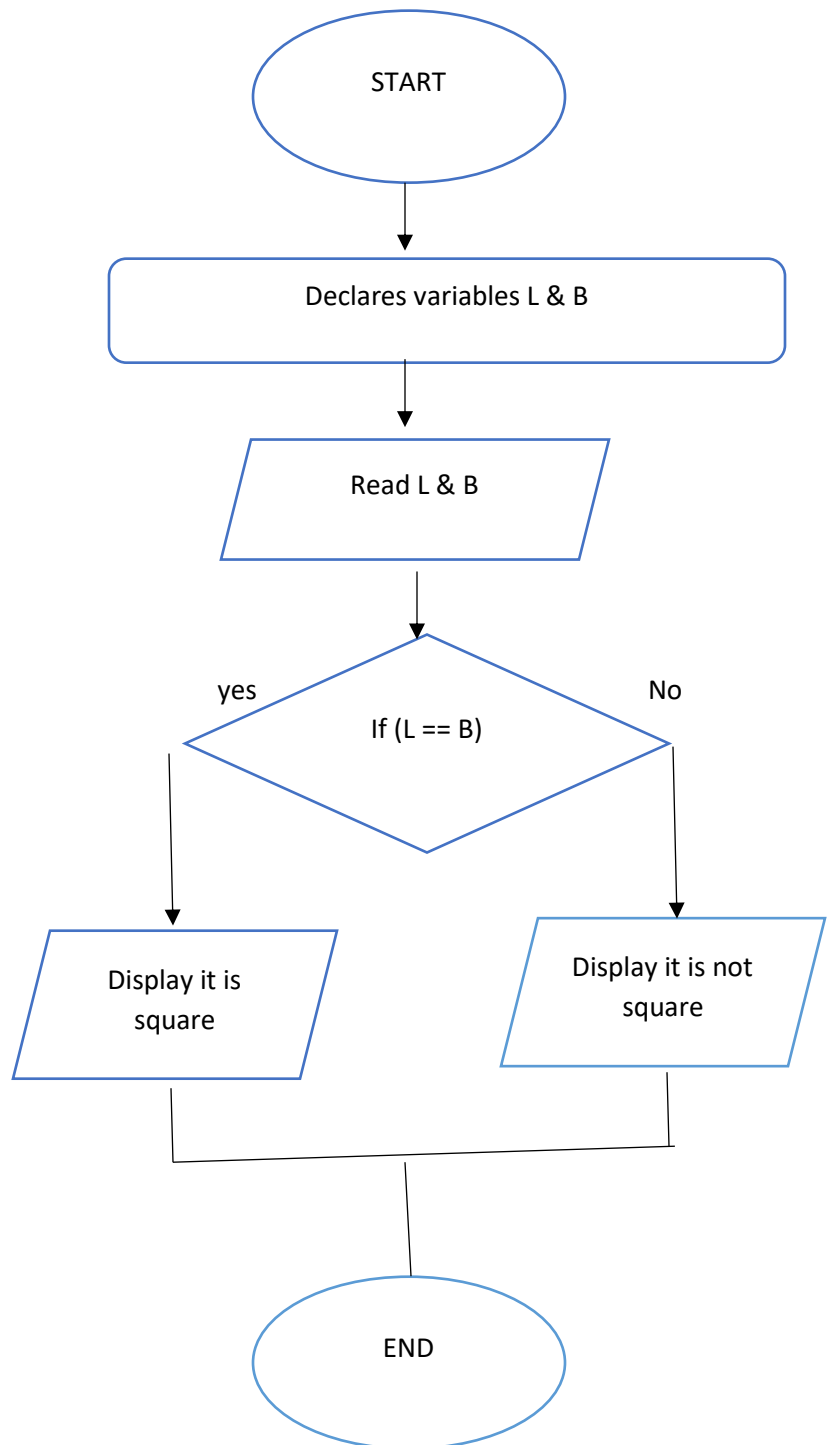 START
Declares variables L & B
Read L & B
yes
No
If (L == B)
Display it is
square
Display it is not
square
END